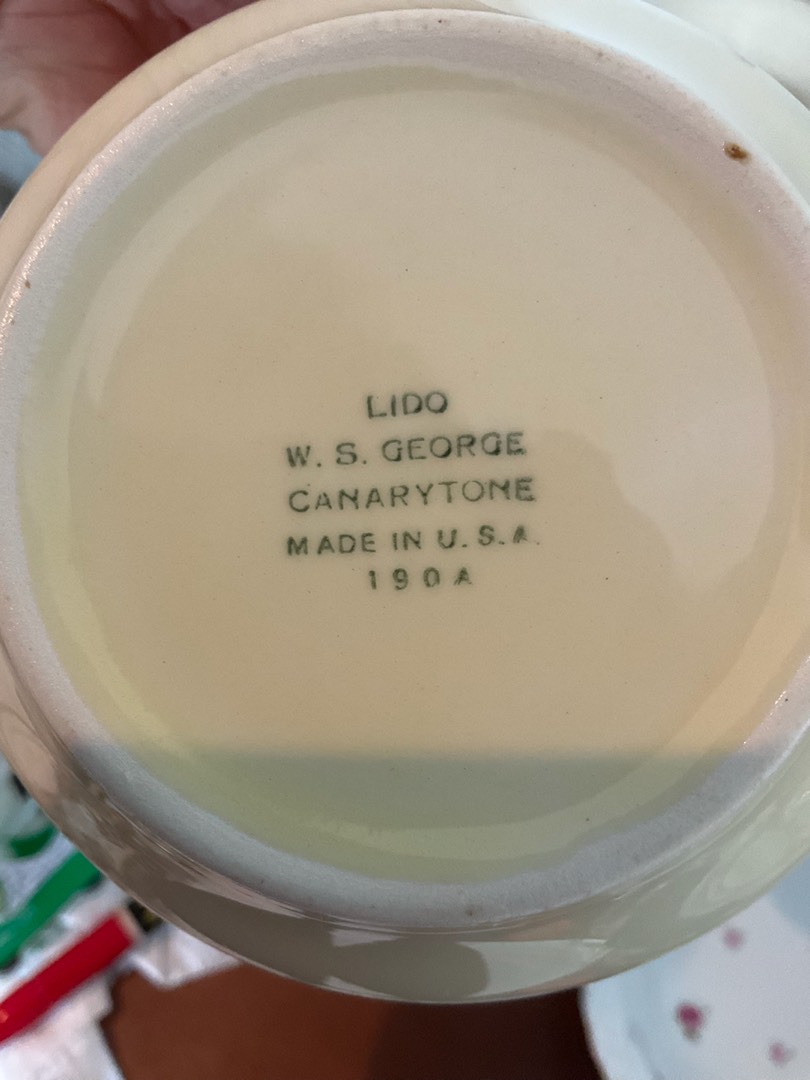 LIDO
W. S. GEORGE
CANARYTONE
MADE IN U.S.A.
190A